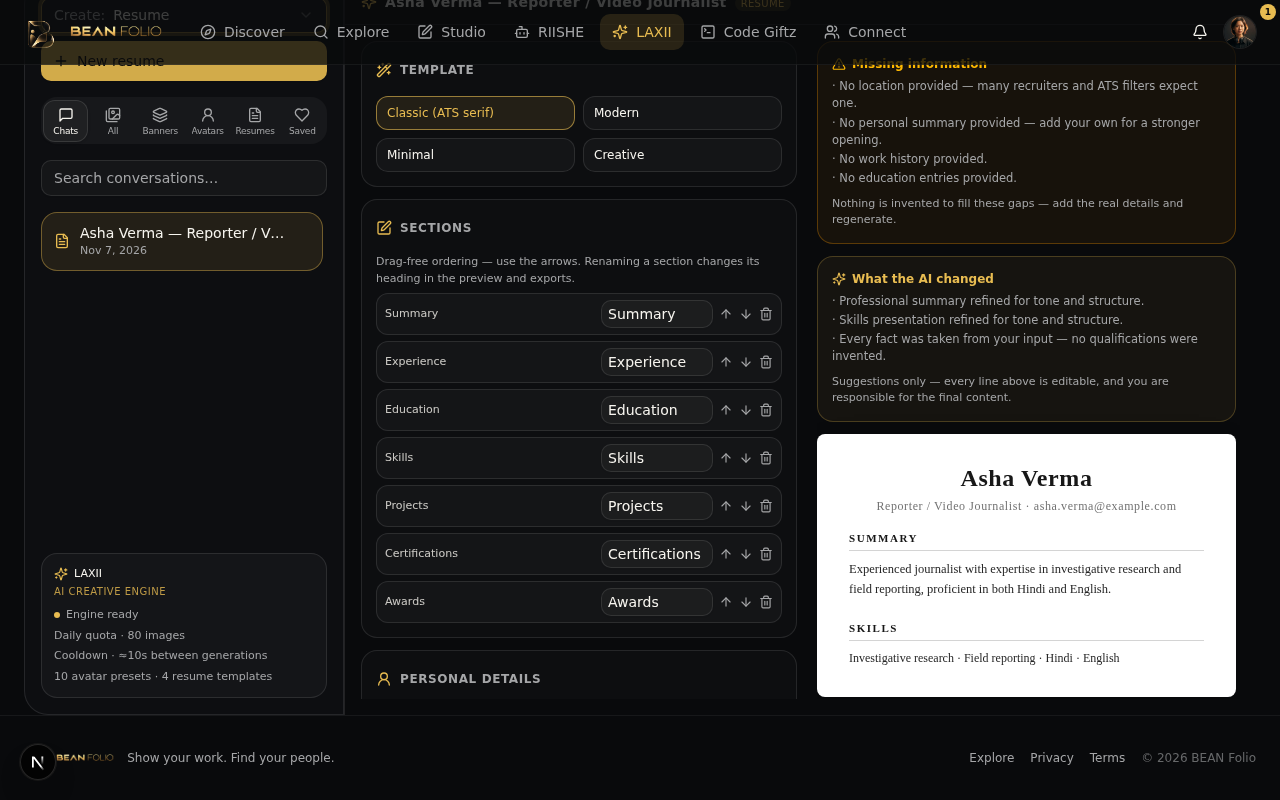 Create: Resume
Asha Verma — Reporter / Video Journalist
RESUME
BEAN FOLIO
Discover
Explore
Studio
RIISHE
LAXII
Code Giftz
Connect
1
+ New resume
Chats
All
Banners
Avatars
Resumes
Saved
Search conversations...
Asha Verma — Reporter / V...
Nov 7, 2026
LAXII
AI CREATIVE ENGINE
Engine ready
Daily quota · 80 images
Cooldown · ≈10s between generations
10 avatar presets · 4 resume templates
TEMPLATE
Classic (ATS serif)
Modern
Minimal
Creative
SECTIONS
Drag-free ordering — use the arrows. Renaming a section changes its
heading in the preview and exports.
Summary Summary
Experience Experience
Education Education
Skills Skills
Projects Projects
Certifications Certifications
Awards Awards
PERSONAL DETAILS
Missing information
· No location provided — many recruiters and ATS filters expect
one.
· No personal summary provided — add your own for a stronger
opening.
· No work history provided.
· No education entries provided.
Nothing is invented to fill these gaps — add the real details and
regenerate.
What the AI changed
· Professional summary refined for tone and structure.
· Skills presentation refined for tone and structure.
· Every fact was taken from your input — no qualifications were
invented.
Suggestions only — every line above is editable, and you are
responsible for the final content.
Asha Verma
Reporter / Video Journalist · asha.verma@example.com
SUMMARY
Experienced journalist with expertise in investigative research and
field reporting, proficient in both Hindi and English.
SKILLS
Investigative research · Field reporting · Hindi · English
N
BEAN FOLIO
Show your work. Find your people.
Explore
Privacy
Terms
© 2026 BEAN Folio